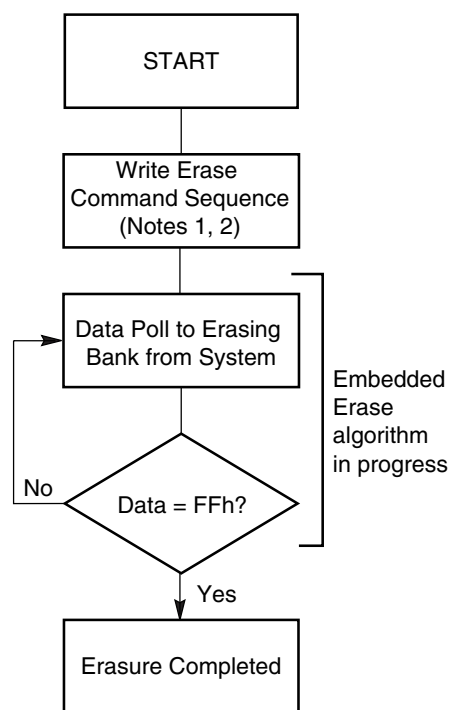 START
Write Erase
Command Sequence
(Notes 1, 2)
Data Poll to Erasing
Bank from System
Embedded
Erase
algorithm
in progress
No
Data = FFh?
Yes
Erasure Completed